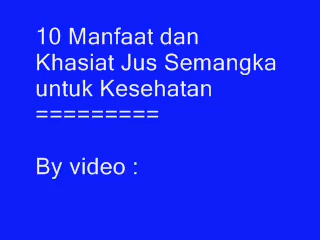 10 Manfaat dan
Khasiat Jus Semangka
untuk Kesehatan
=========
By video :